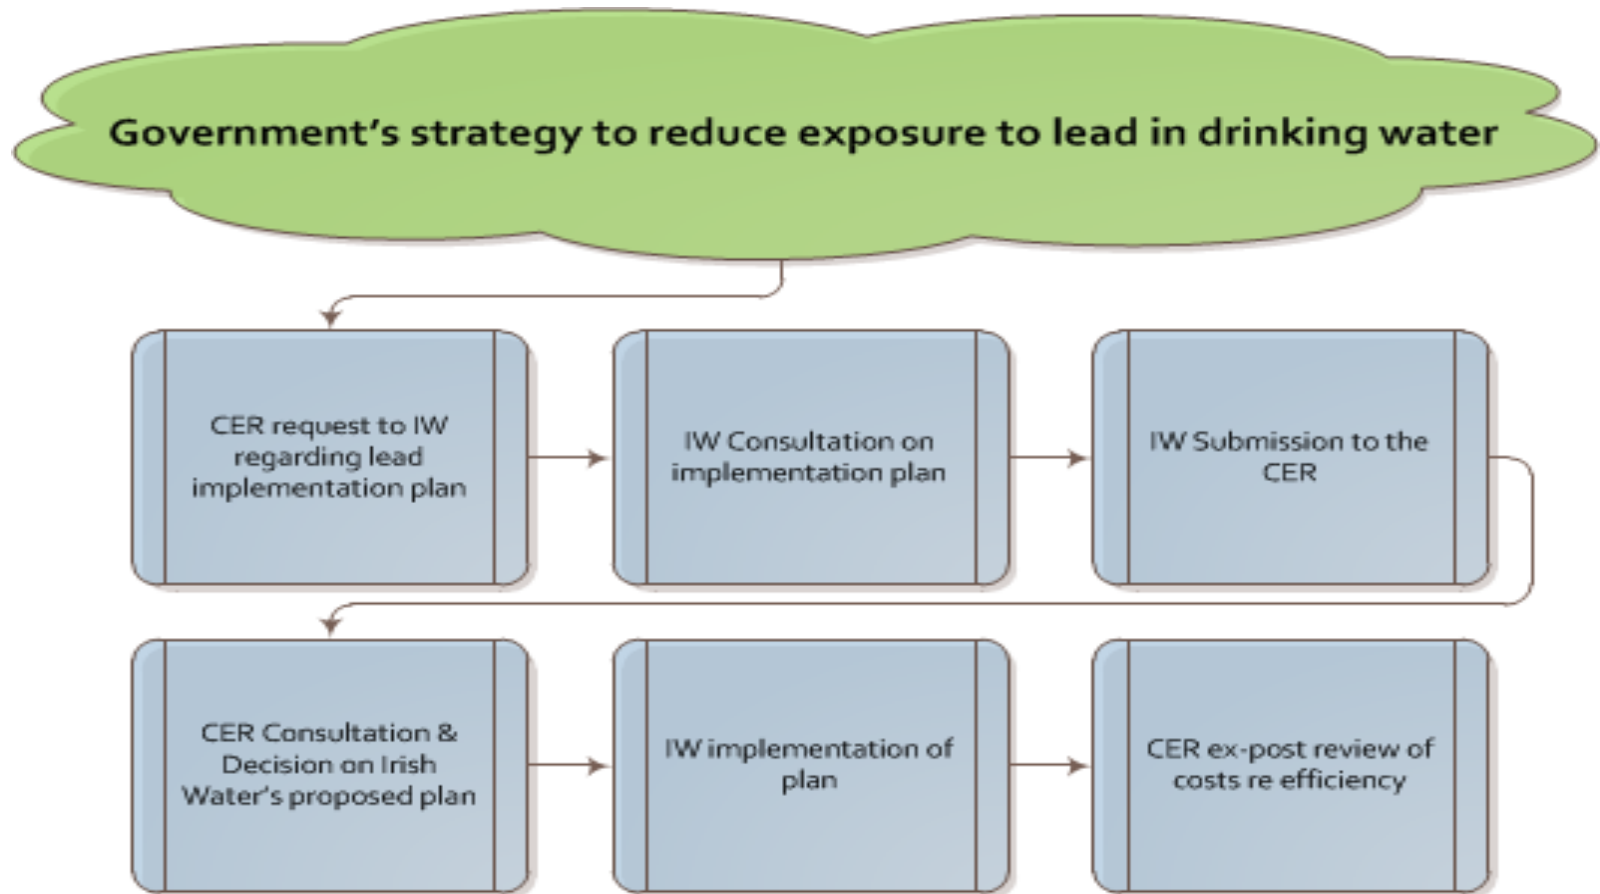 Government's strategy to reduce exposure to lead in drinking water
CER request to IW
regarding lead
implementation plan
IW Consultation on
implementation plan
IW Submission to the
CER
CER Consultation &
Decision on Irish
Water's proposed plan
IW implementation of
plan
CER ex-post review of
costs re efficiency